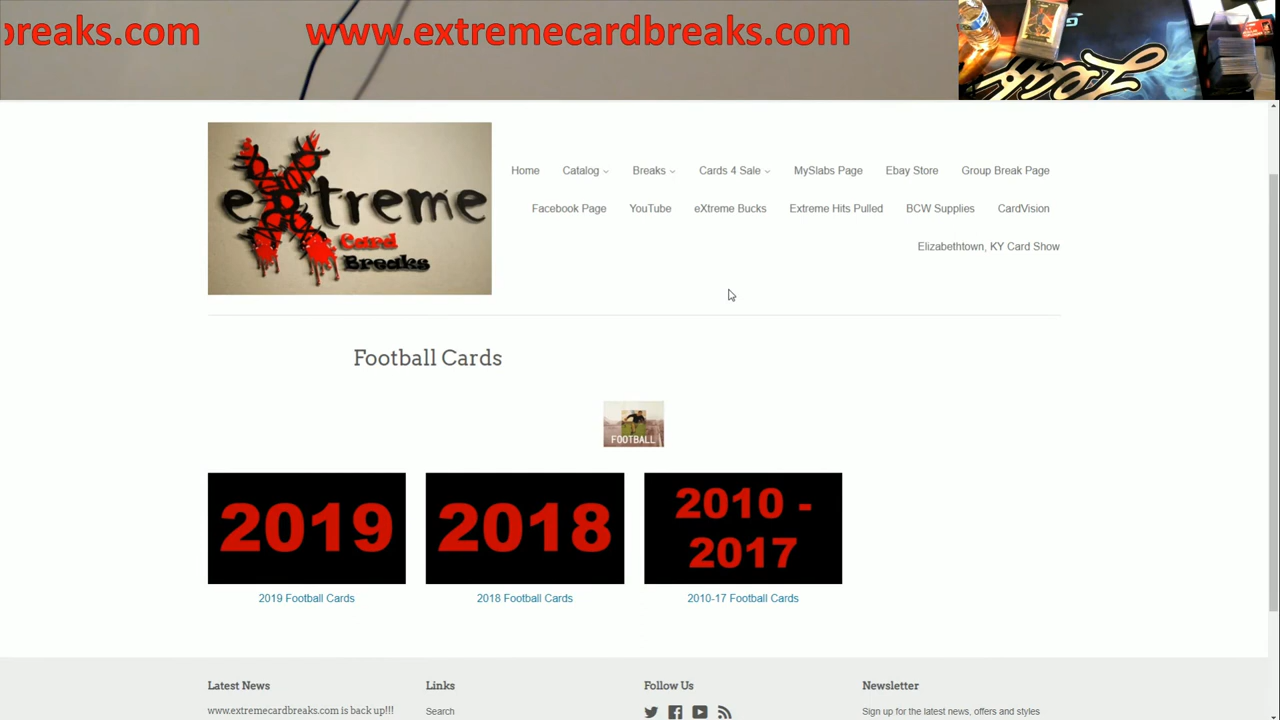 breaks.com www.extremecardbreaks.com
Leaf
eXtreme
Card
Breaks
Home Catalog Breaks Cards 4 Sale MySlabs Page Ebay Store Group Break Page
Facebook Page YouTube eXtreme Bucks Extreme Hits Pulled BCW Supplies CardVision
Elizabethtown, KY Card Show
Football Cards
FOOTBALL
2019 2018 2010 -
2017
2019 Football Cards 2018 Football Cards 2010-17 Football Cards
Latest News Links Follow Us Newsletter
www.extremecardbreaks.com is back up!!! Search Sign up for the latest news, offers and styles